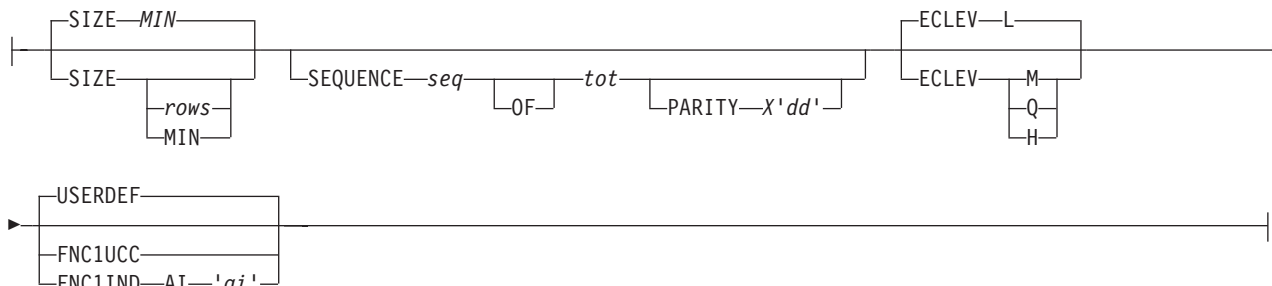 SIZE MIN ECLEV L
SIZE SEQUENCE seq tot ECLEV M
rows OF PARITY X'dd' Q
MIN H
USERDEF
FNC1UCC
FNC1IND AI 'ai'